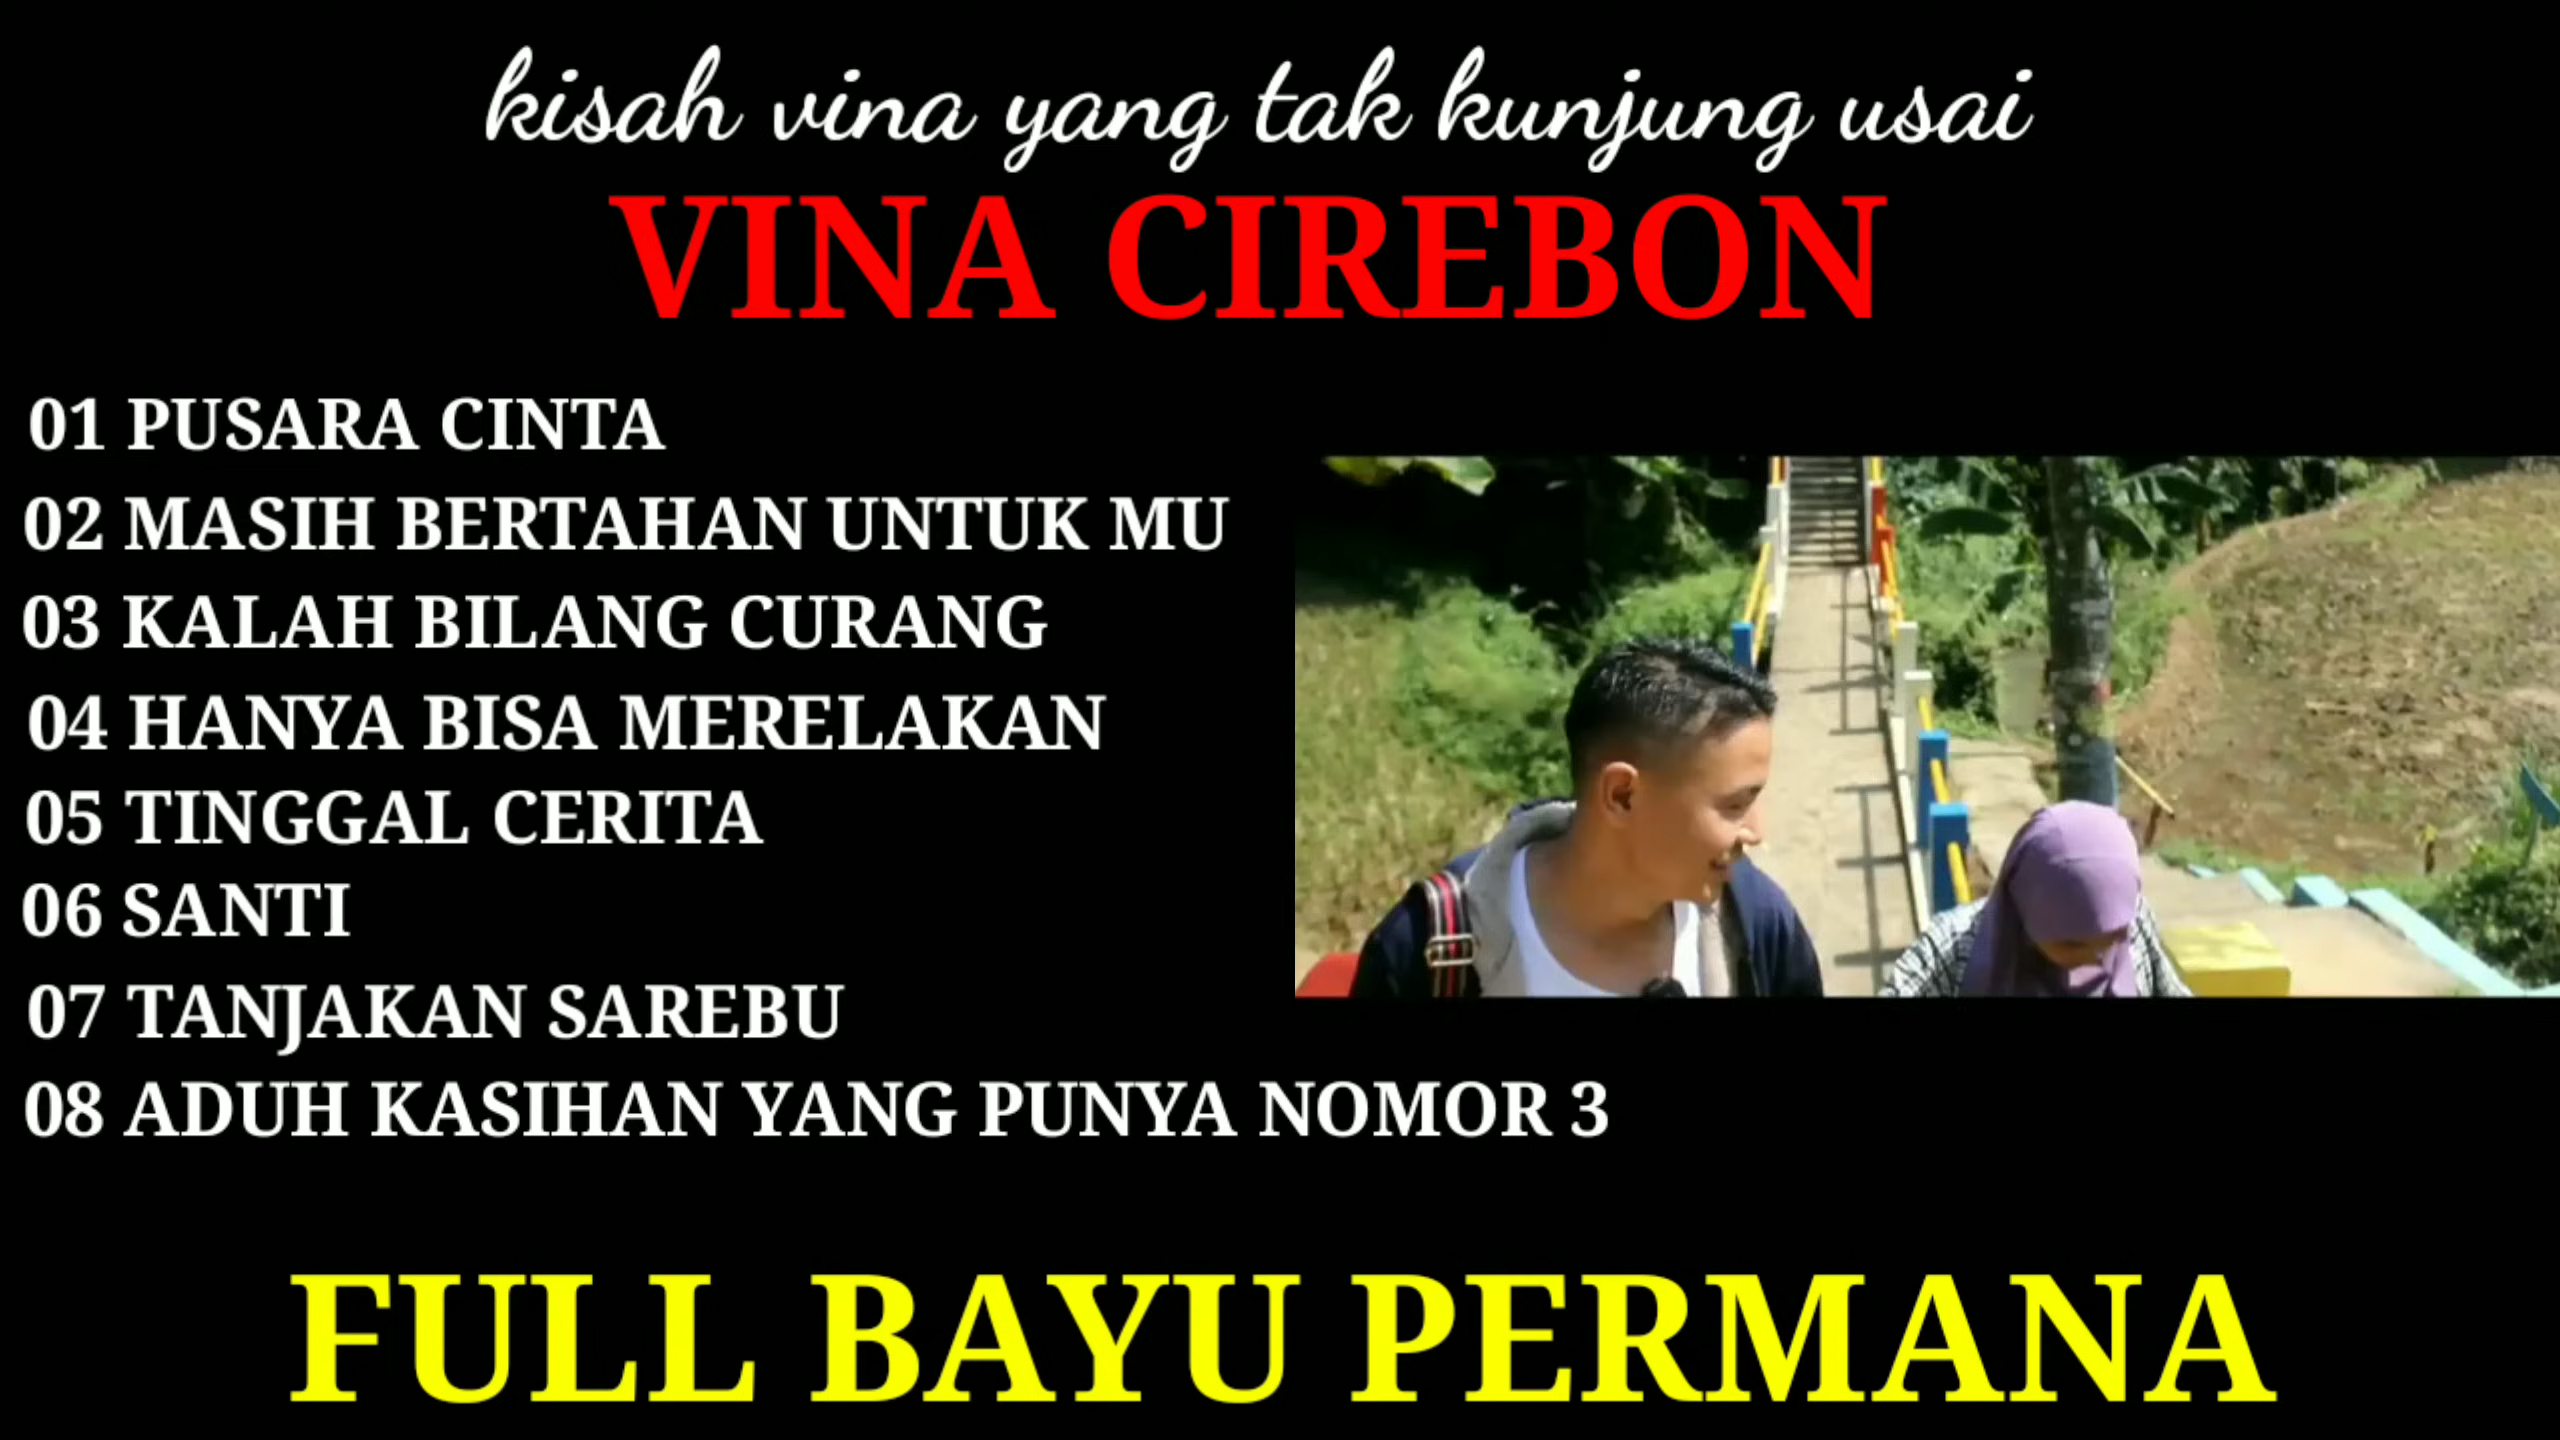 kisah vina yang tak kunjung usai
VINA CIREBON
01 PUSARA CINTA
02 MASIH BERTAHAN UNTUK MU
03 KALAH BILANG CURANG
04 HANYA BISA MERELAKAN
05 TINGGAL CERITA
06 SANTI
07 TANJAKAN SAREBU
08 ADUH KASIHAN YANG PUNYA NOMOR 3
FULL BAYU PERMANA